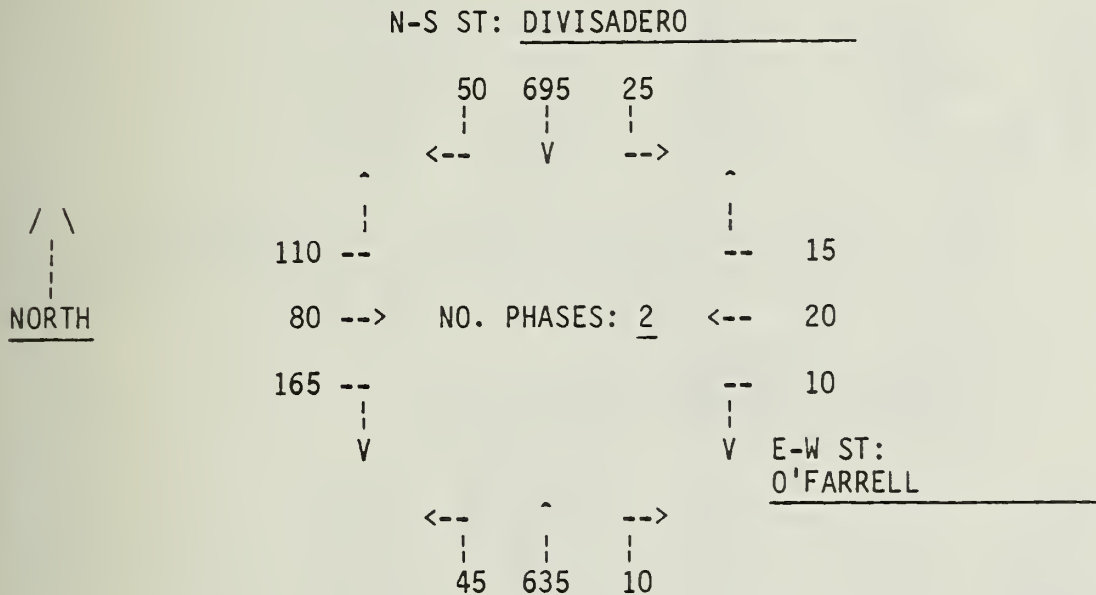 N-S ST: DIVISADERO
50 695 25
<-- V -->
110 -- -- 15
NORTH 80 --> NO. PHASES: 2 <-- 20
165 -- -- 10
V V E-W ST:
O'FARRELL
<-- ^ -->
45 635 10